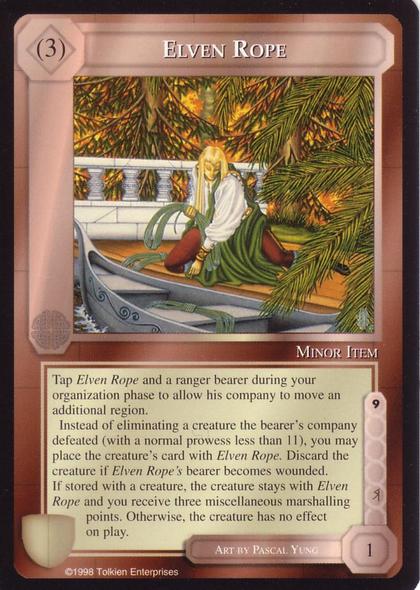 (3)
ELVEN ROPE
MINOR ITEM
Tap Elven Rope and a ranger bearer during your
organization phase to allow his company to move an
additional region.
Instead of eliminating a creature the bearer's company
defeated (with a normal prowess less than 11), you may
place the creature's card with Elven Rope. Discard the
creature if Elven Rope's bearer becomes wounded.
If stored with a creature, the creature stays with Elven
Rope and you receive three miscellaneous marshalling
points. Otherwise, the creature has no effect
on play.
9
ART BY PASCAL YUNG
1
©1998 Tolkien Enterprises